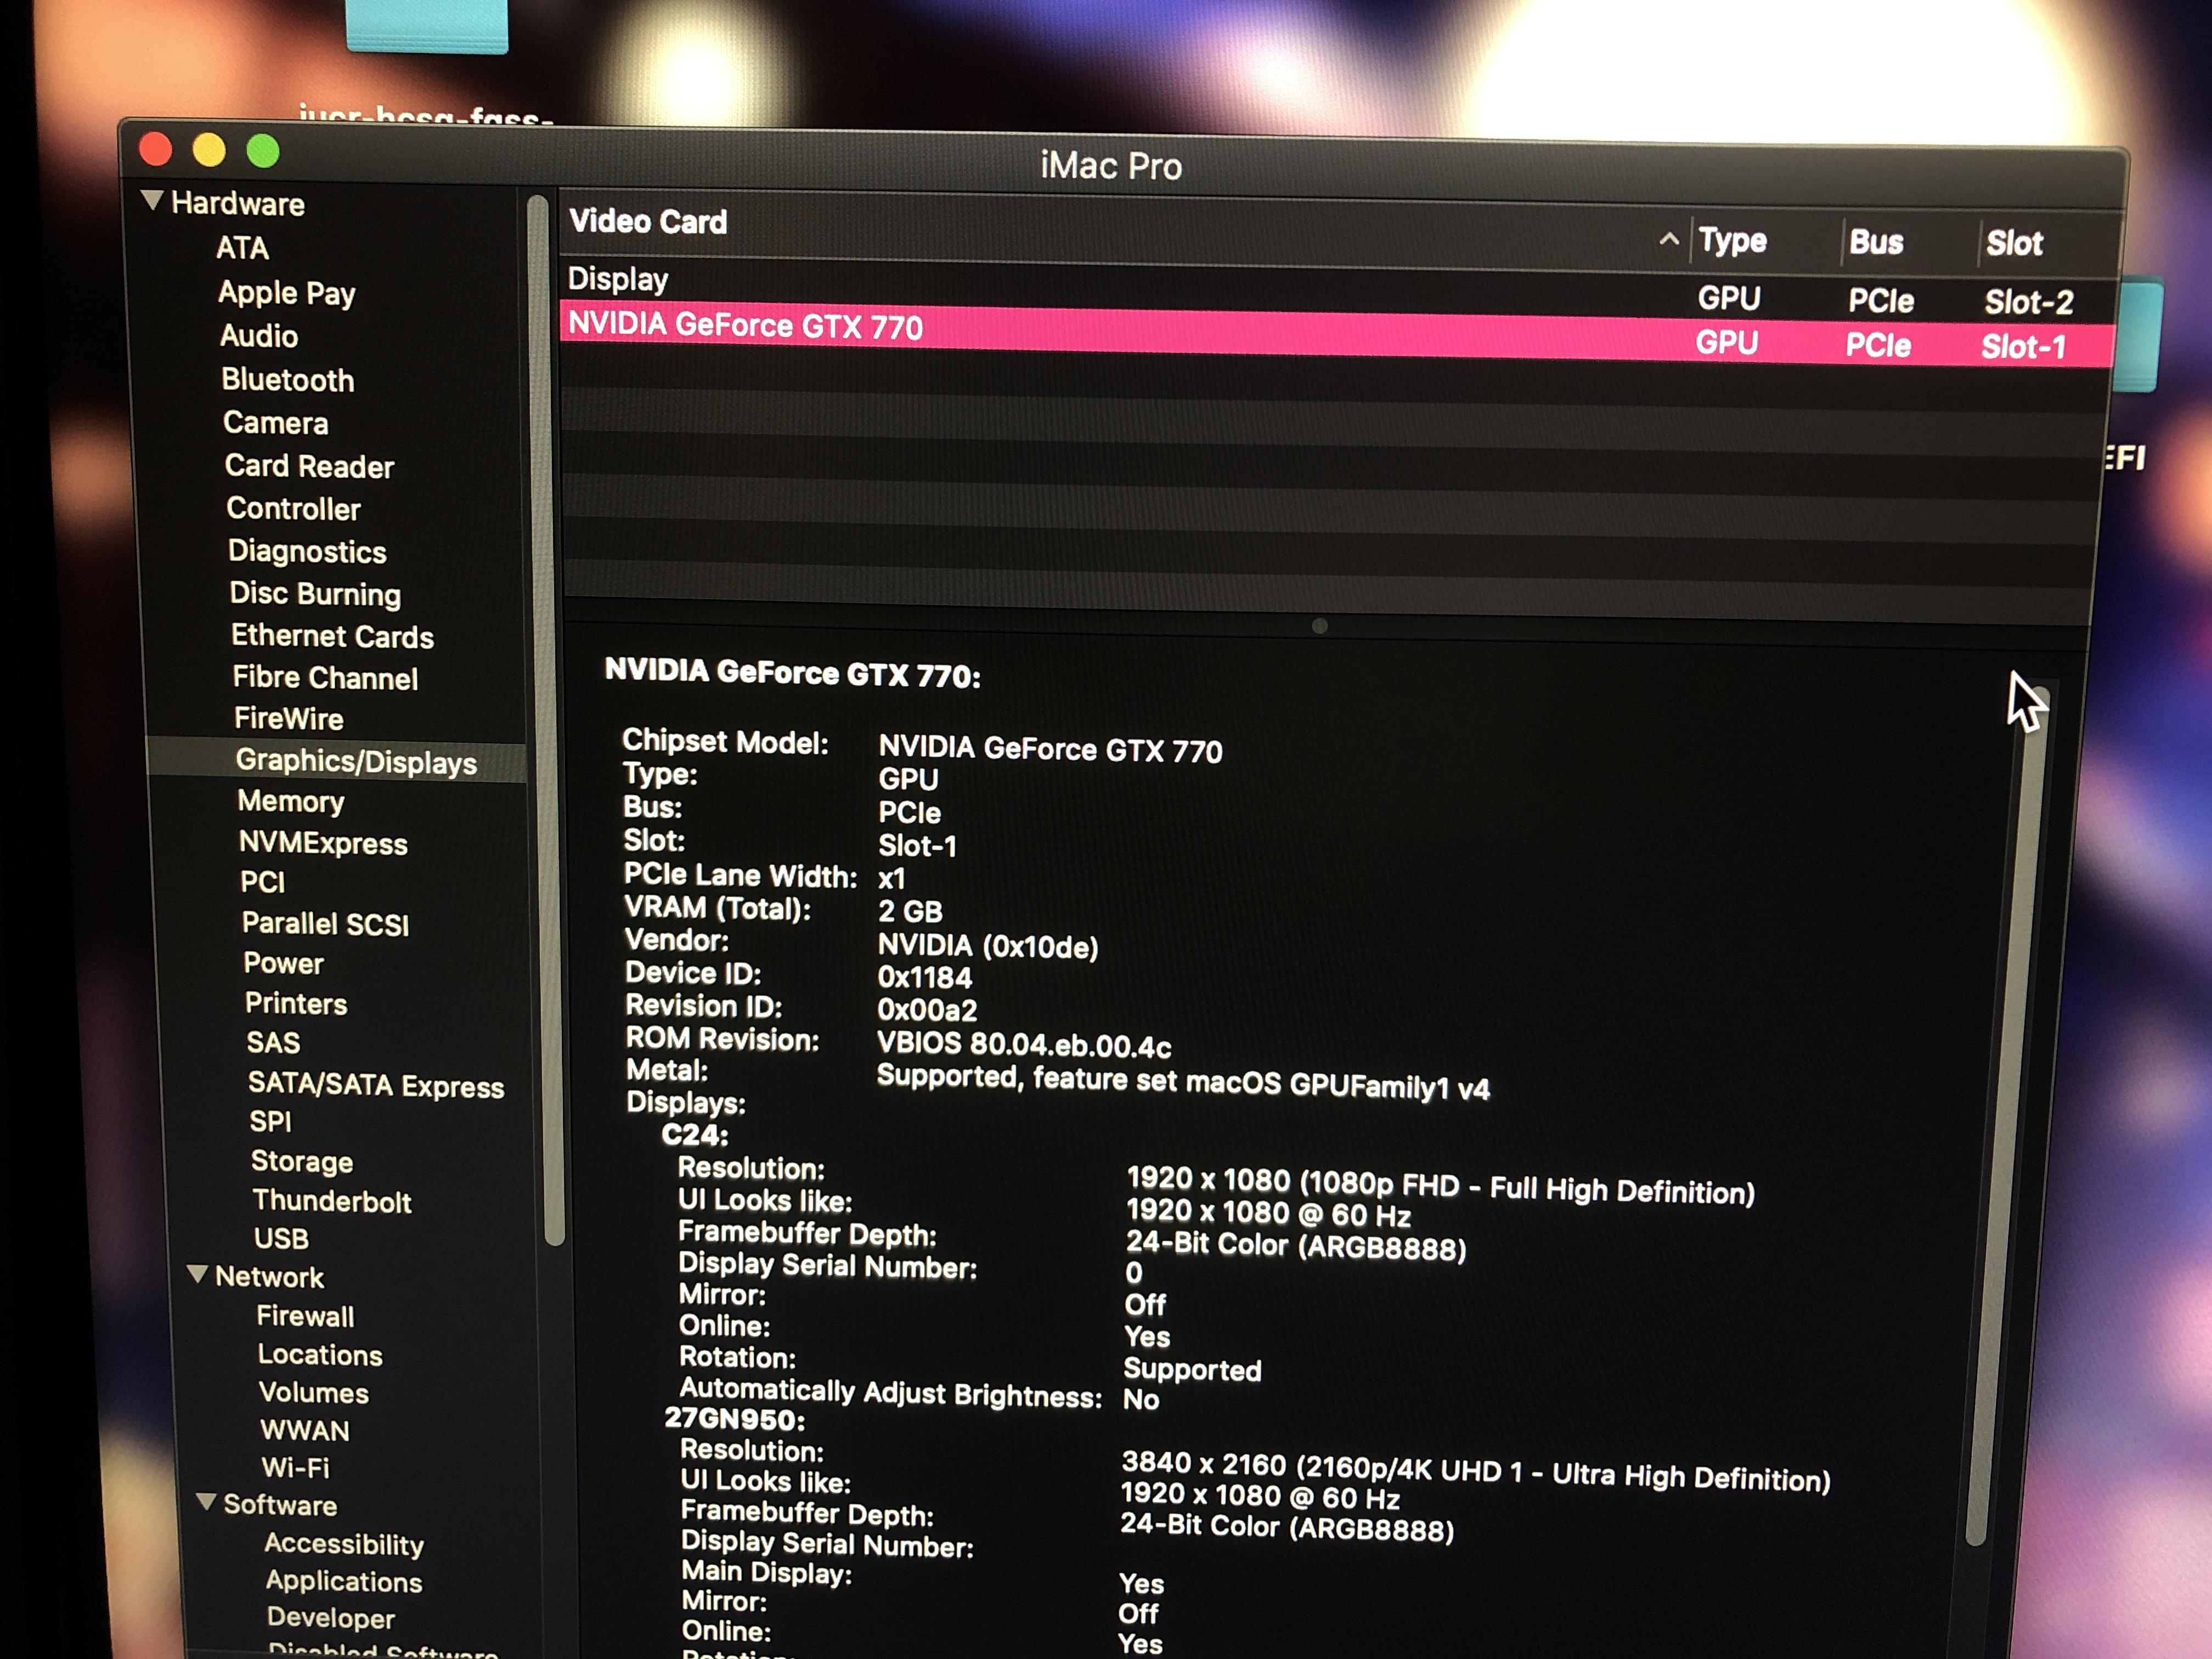 iMac Pro
Hardware
ATA
Apple Pay
Audio
Bluetooth
Camera
Card Reader
Controller
Diagnostics
Disc Burning
Ethernet Cards
Fibre Channel
FireWire
Graphics/Displays
Memory
NVMExpress
PCI
Parallel SCSI
Power
Printers
SAS
SATA/SATA Express
SPI
Storage
Thunderbolt
USB
Network
Firewall
Locations
Volumes
WWAN
Wi-Fi
Software
Accessibility
Applications
Developer
Disabled Software
Video Card Type Bus Slot
Display GPU PCIe Slot-2
NVIDIA GeForce GTX 770 GPU PCIe Slot-1
NVIDIA GeForce GTX 770:
Chipset Model: NVIDIA GeForce GTX 770
Type: GPU
Bus: PCIe
Slot: Slot-1
PCIe Lane Width: x1
VRAM (Total): 2 GB
Vendor: NVIDIA (0x10de)
Device ID: 0x1184
Revision ID: 0x00a2
ROM Revision: VBIOS 80.04.eb.00.4c
Metal: Supported, feature set macOS GPUFamily1 v4
Displays:
C24:
Resolution: 1920 x 1080 (1080p FHD - Full High Definition)
UI Looks like: 1920 x 1080 @ 60 Hz
Framebuffer Depth: 24-Bit Color (ARGB8888)
Display Serial Number: 0
Mirror: Off
Online: Yes
Rotation: Supported
Automatically Adjust Brightness: No
27GN950:
Resolution: 3840 x 2160 (2160p/4K UHD 1 - Ultra High Definition)
UI Looks like: 1920 x 1080 @ 60 Hz
Framebuffer Depth: 24-Bit Color (ARGB8888)
Display Serial Number:
Main Display: Yes
Mirror: Off
Online: Yes
EFI